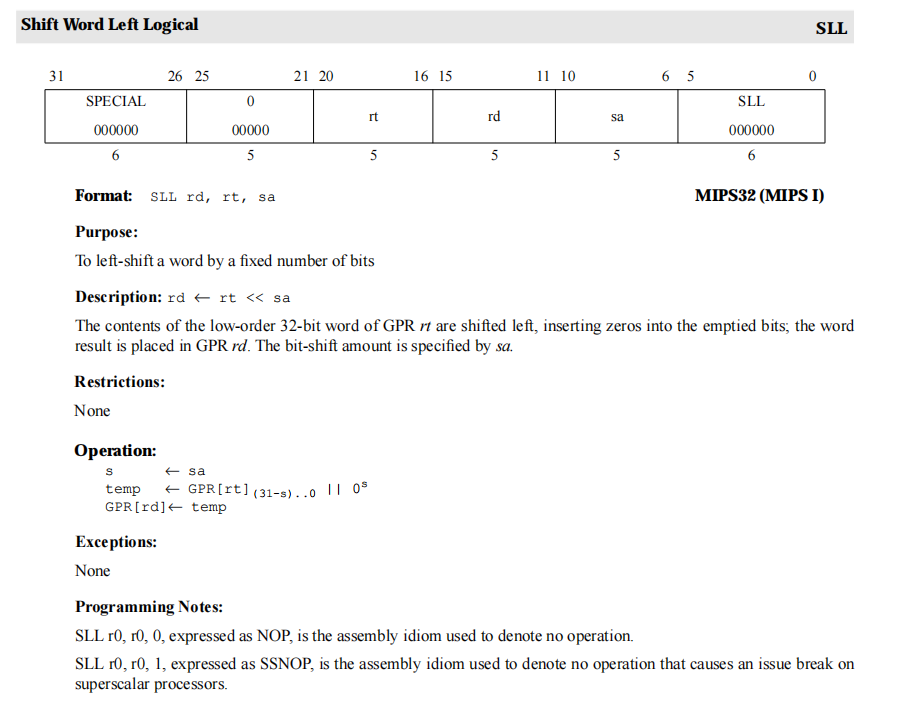 Shift Word Left Logical SLL
31 26 25 21 20 16 15 11 10 6 5 0
SPECIAL 0 SLL
rt rd sa
000000 00000 000000
6 5 5 5 5 6
Format: SLL rd, rt, sa MIPS32 (MIPS I)
Purpose:
To left-shift a word by a fixed number of bits
Description: rd ← rt << sa
The contents of the low-order 32-bit word of GPR rt are shifted left, inserting zeros into the emptied bits; the word
result is placed in GPR rd. The bit-shift amount is specified by sa.
Restrictions:
None
Operation:
s ← sa
temp ← GPR[rt](31-s)..0 || 0s
GPR[rd]← temp
Exceptions:
None
Programming Notes:
SLL r0, r0, 0, expressed as NOP, is the assembly idiom used to denote no operation.
SLL r0, r0, 1, expressed as SSNOP, is the assembly idiom used to denote no operation that causes an issue break on
superscalar processors.